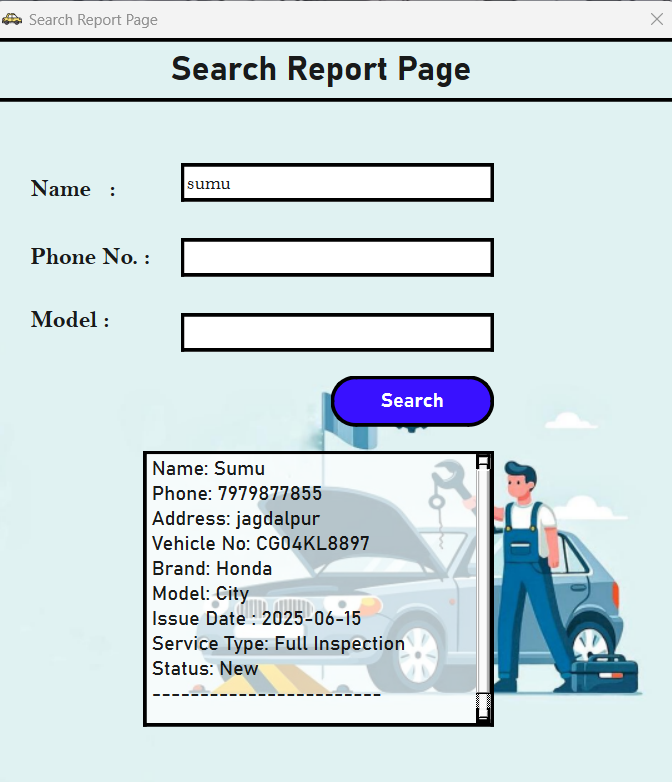 Search Report Page
Search Report Page
Name :
sumu
Phone No. :
Model :
Search
Name: Sumu
Phone: 7979877855
Address: jagdalpur
Vehicle No: CG04KL8897
Brand: Honda
Model: City
Issue Date : 2025-06-15
Service Type: Full Inspection
Status: New
------------------------